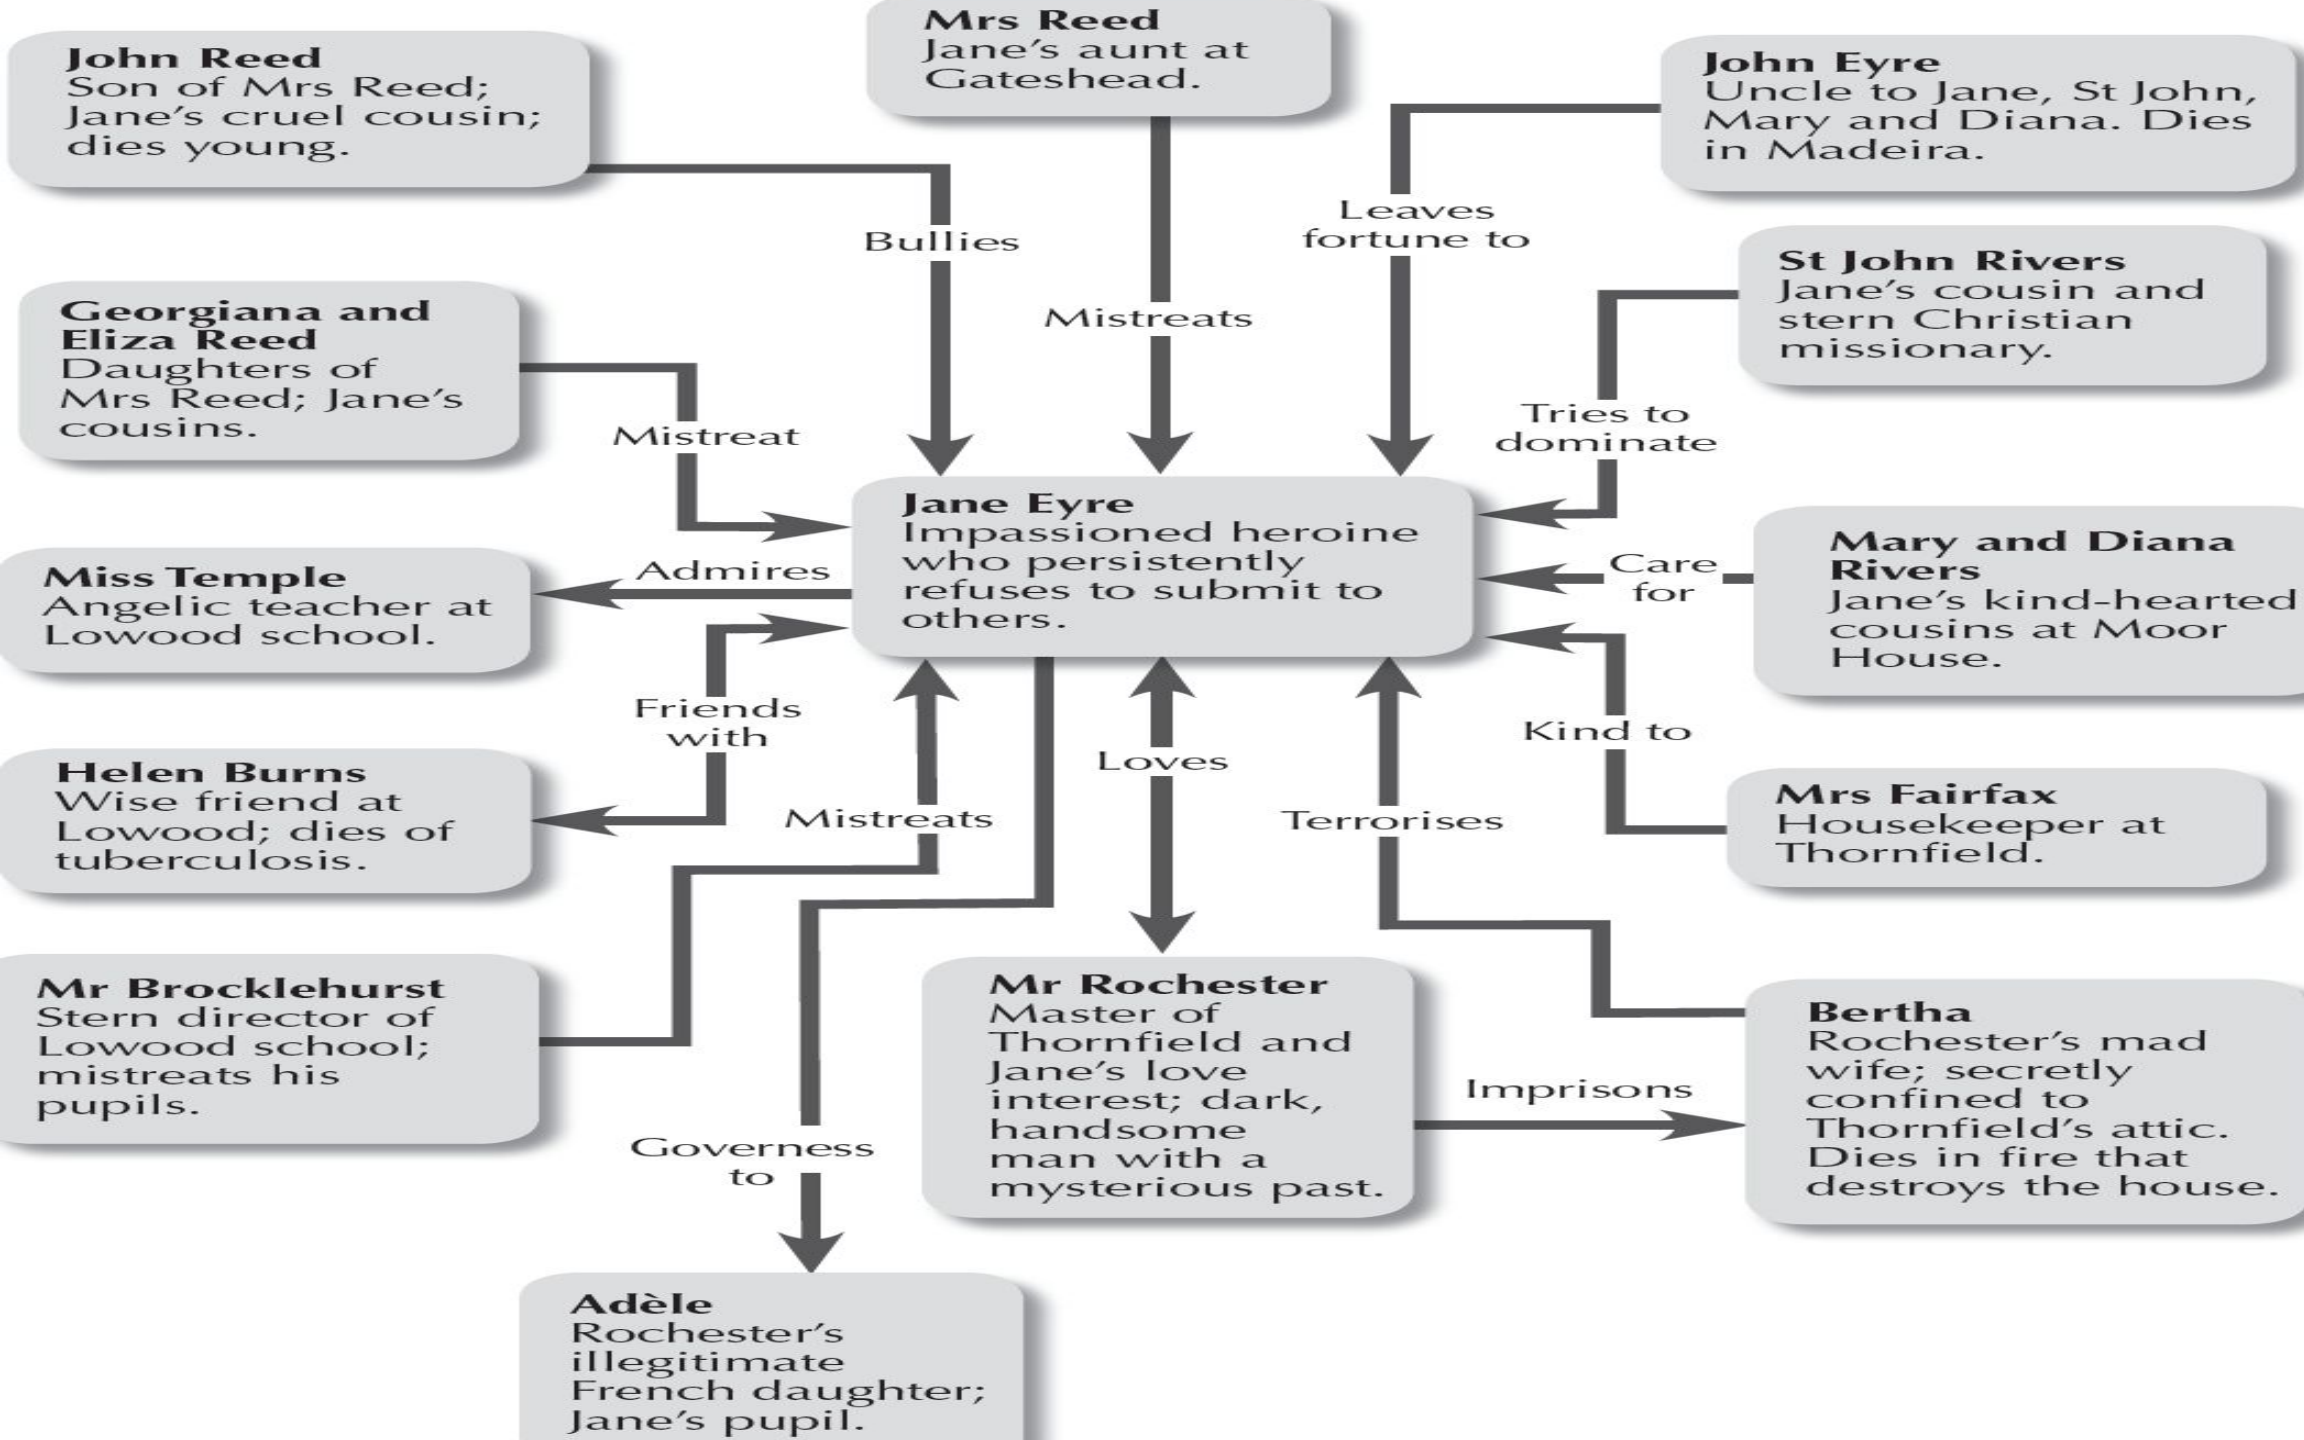 Mrs Reed
Jane's aunt at
Gateshead.
John Reed
Son of Mrs Reed;
Jane's cruel cousin;
dies young.
John Eyre
Uncle to Jane, St John,
Mary and Diana. Dies
in Madeira.
Leaves
fortune to
Bullies
St John Rivers
Jane's cousin and
stern Christian
missionary.
Georgiana and
Eliza Reed
Daughters of
Mrs Reed; Jane's
cousins.
Mistreats
Tries to
dominate
Mistreat
Jane Eyre
Impassioned heroine
who persistently
refuses to submit to
others.
Mary and Diana
Rivers
Jane's kind-hearted
cousins at Moor
House.
Care
for
Admires
Miss Temple
Angelic teacher at
Lowood school.
Friends
with
Kind to
Loves
Helen Burns
Wise friend at
Lowood; dies of
tuberculosis.
Mistreats
Terrorises
Mrs Fairfax
Housekeeper at
Thornfield.
Mr Brocklehurst
Stern director of
Lowood school;
mistreats his
pupils.
Mr Rochester
Master of
Thornfield and
Jane's love
interest; dark,
handsome
man with a
mysterious past.
Imprisons
Bertha
Rochester's mad
wife; secretly
confined to
Thornfield's attic.
Dies in fire that
destroys the house.
Governess
to
Adèle
Rochester's
illegitimate
French daughter;
Jane's pupil.